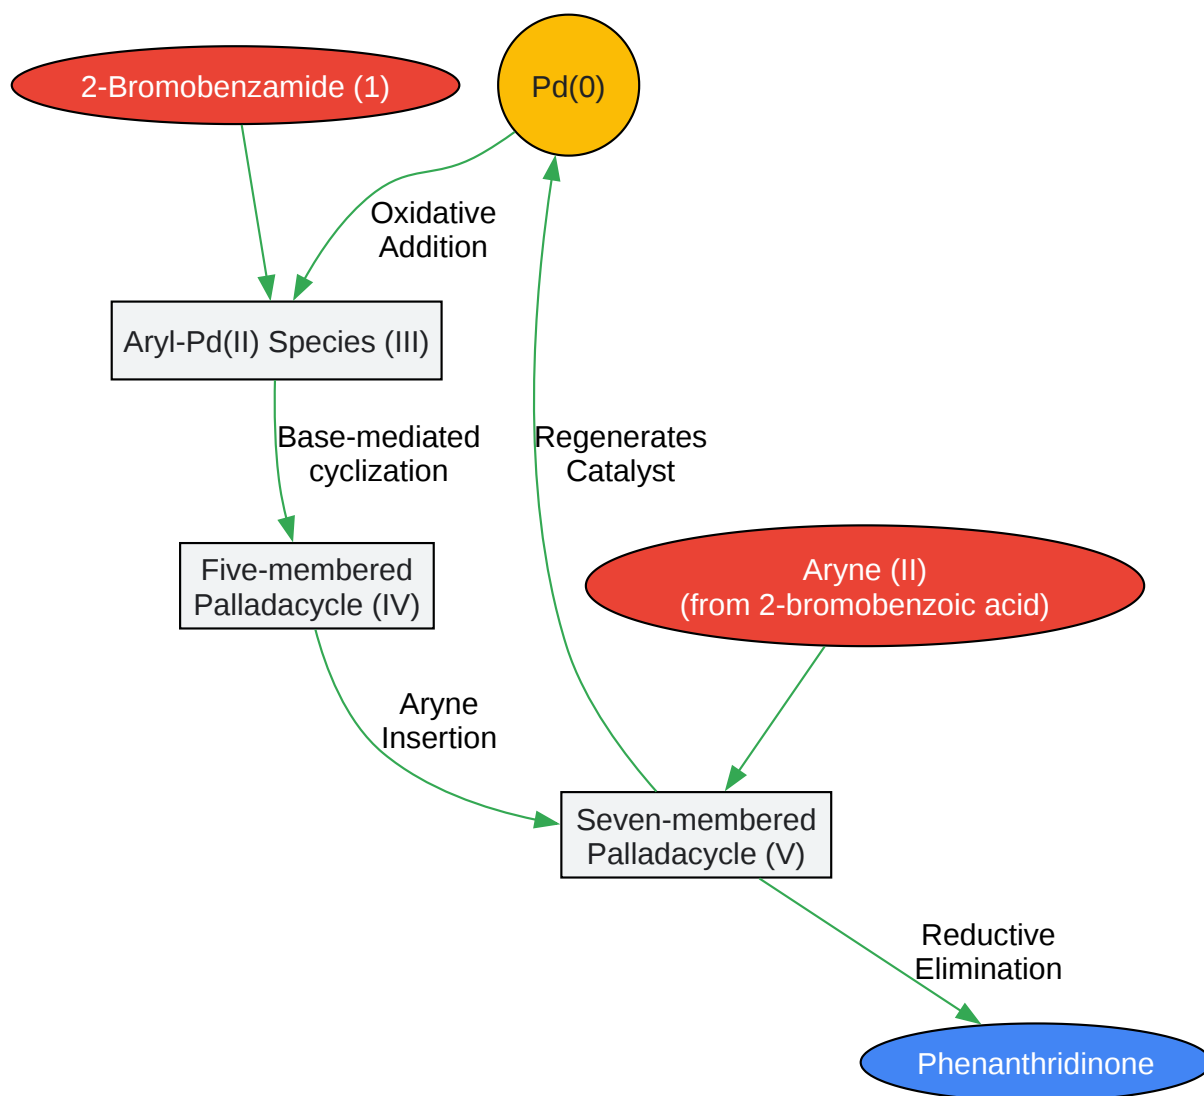 2-Bromobenzamide (1)
Pd(0)
Oxidative
Addition
Aryl-Pd(II) Species (III)
Base-mediated
cyclization
Regenerates
Catalyst
Five-membered
Palladacycle (IV)
Aryne (II)
(from 2-bromobenzoic acid)
Aryne
Insertion
Seven-membered
Palladacycle (V)
Reductive
Elimination
Phenanthridinone